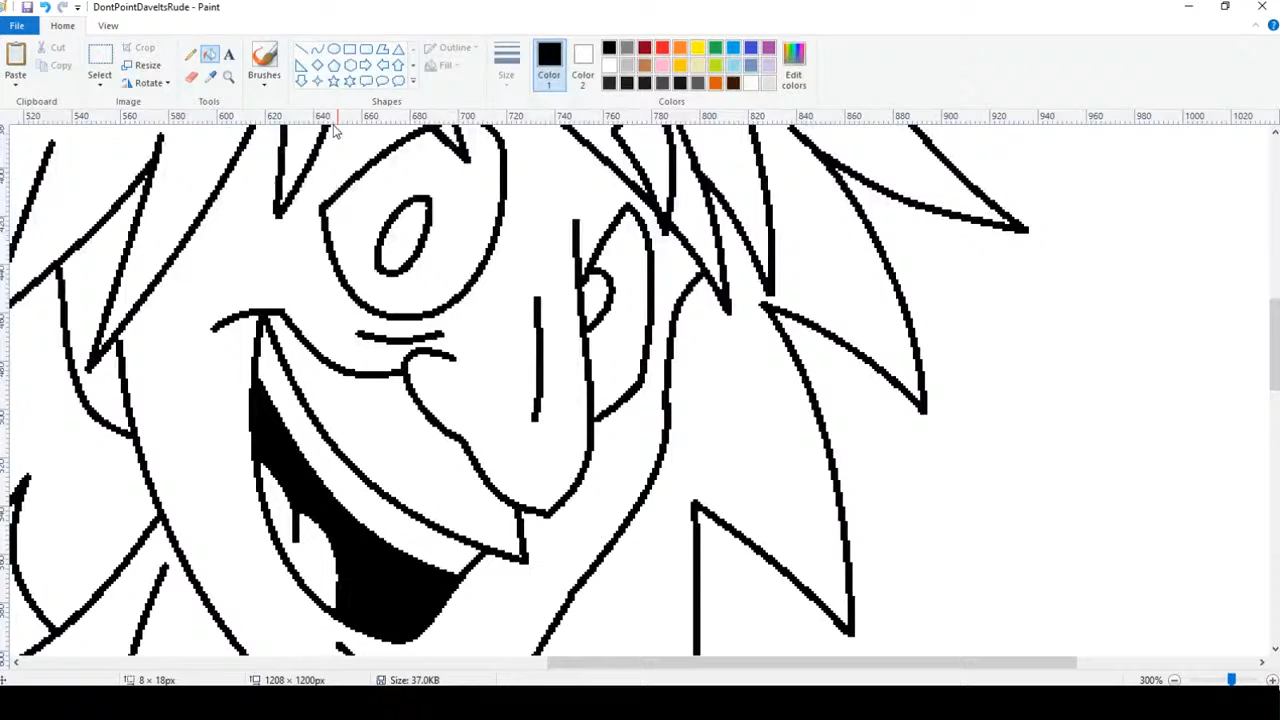 DontPointDaveItsRude - Paint
File Home View
Paste Cut Copy
Select Crop Resize Rotate
A
Brushes
Outline Fill
Size
Color 1 Color 2
Edit colors
Clipboard Image Tools Shapes Colors
520 540 560 580 600 620 640 660 680 700 720 740 760 780 800 820 840 860 880 900 920 940 960 980 1000 1020
8 × 18px 1208 × 1200px Size: 37.0KB 300%